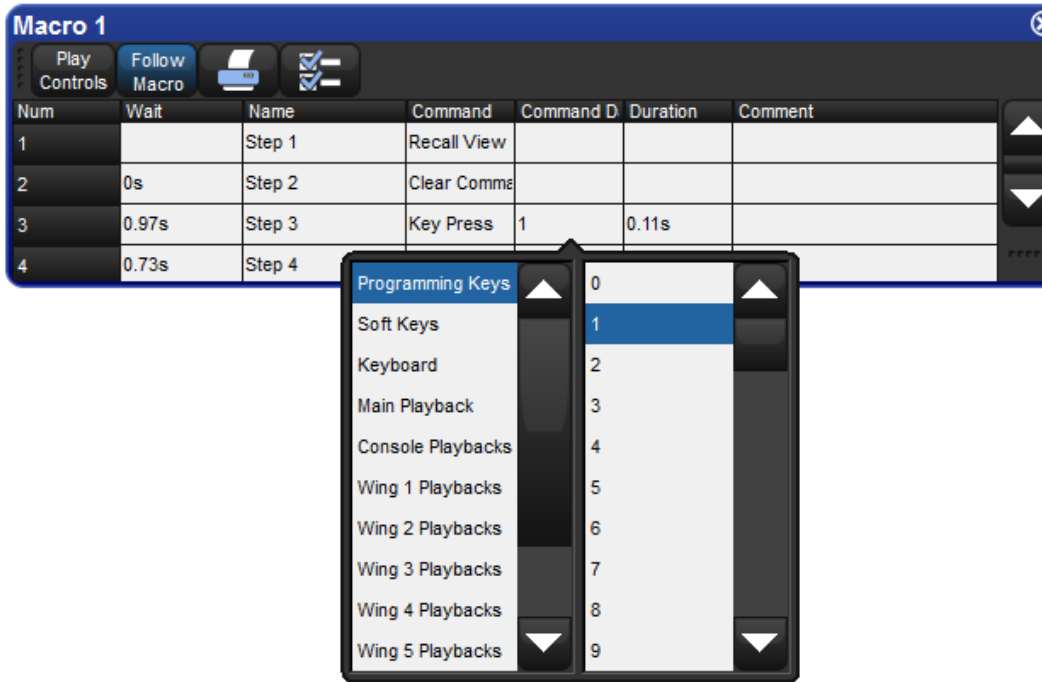 Macro 1
Play Controls Follow Macro
Num Wait Name Command Command D Duration Comment
1 Step 1 Recall View
2 0s Step 2 Clear Comma
3 0.97s Step 3 Key Press 1 0.11s
4 0.73s Step 4
Programming Keys 0
Soft Keys 1
Keyboard 2
Main Playback 3
Console Playbacks 4
Wing 1 Playbacks 5
Wing 2 Playbacks 6
Wing 3 Playbacks 7
Wing 4 Playbacks 8
Wing 5 Playbacks 9